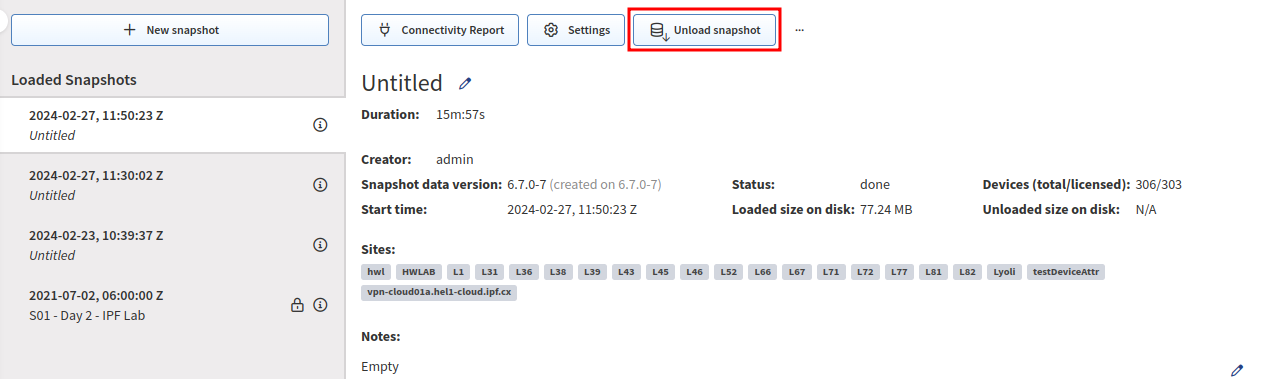 New snapshot
Connectivity Report
Settings
Unload snapshot
...
Loaded Snapshots
2024-02-27, 11:50:23 Z
Untitled
2024-02-27, 11:30:02 Z
Untitled
2024-02-23, 10:39:37 Z
Untitled
2021-07-02, 06:00:00 Z
S01 - Day 2 - IPF Lab
Untitled
Duration: 15m:57s
Creator: admin
Snapshot data version: 6.7.0-7 (created on 6.7.0-7) Status: done Devices (total/licensed): 306/303
Start time: 2024-02-27, 11:50:23 Z Loaded size on disk: 77.24 MB Unloaded size on disk: N/A
Sites:
hwl HWLAB L1 L31 L36 L38 L39 L43 L45 L46 L52 L66 L67 L71 L72 L77 L81 L82 Lyoli testDeviceAttr
vpn-cloud01a.hel1-cloud.ipf.cx
Notes:
Empty